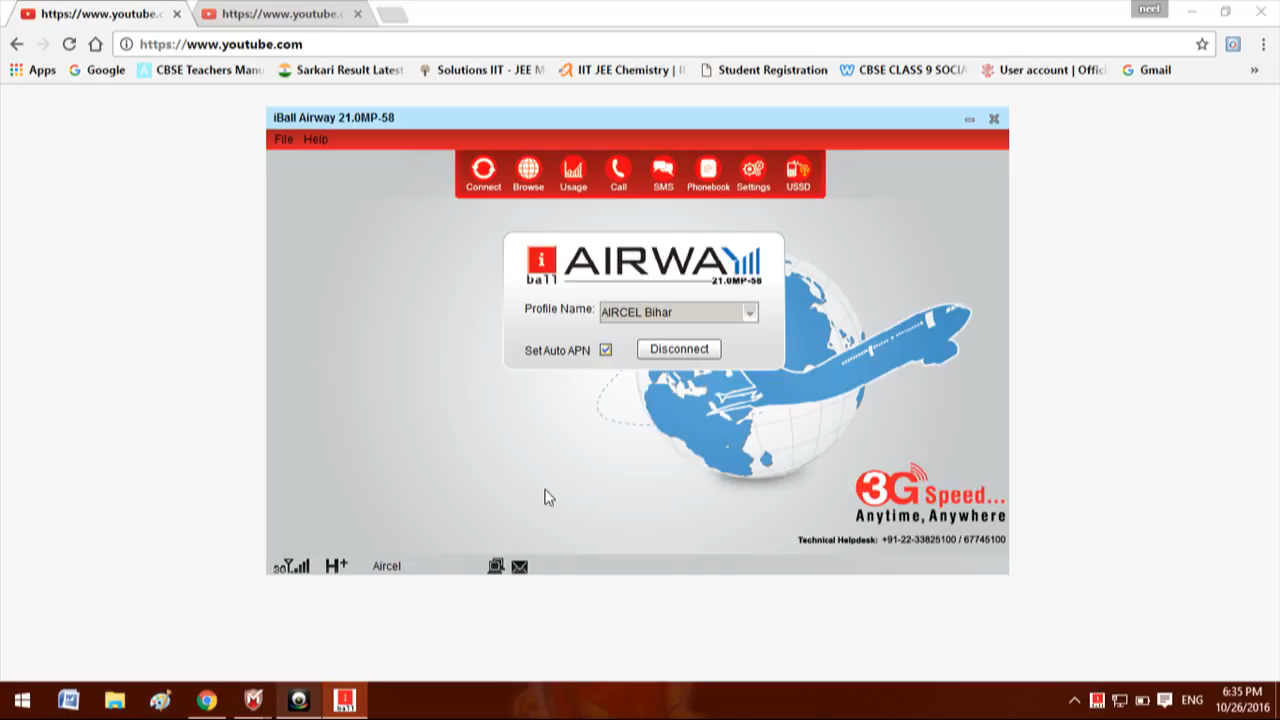 https://www.youtube.c
https://www.youtube.c
neel
https://www.youtube.com
Apps
Google
CBSE Teachers Manu
Sarkari Result Latest
Solutions IIT - JEE M
IIT JEE Chemistry | I
Student Registration
CBSE CLASS 9 SOCIA
User account | Offic
Gmail
»
iBall Airway 21.0MP-58
File Help
Connect Browse Usage Call SMS Phonebook Settings USSD
i
ball
AIRWAY
21.0MP-58
Profile Name: AIRCEL Bihar
Set Auto APN
Disconnect
3G Speed...
Anytime, Anywhere
Technical Helpdesk: +91-22-33825100 / 67745100
3G H+ Aircel
i
ball
ENG
6:35 PM
10/26/2016